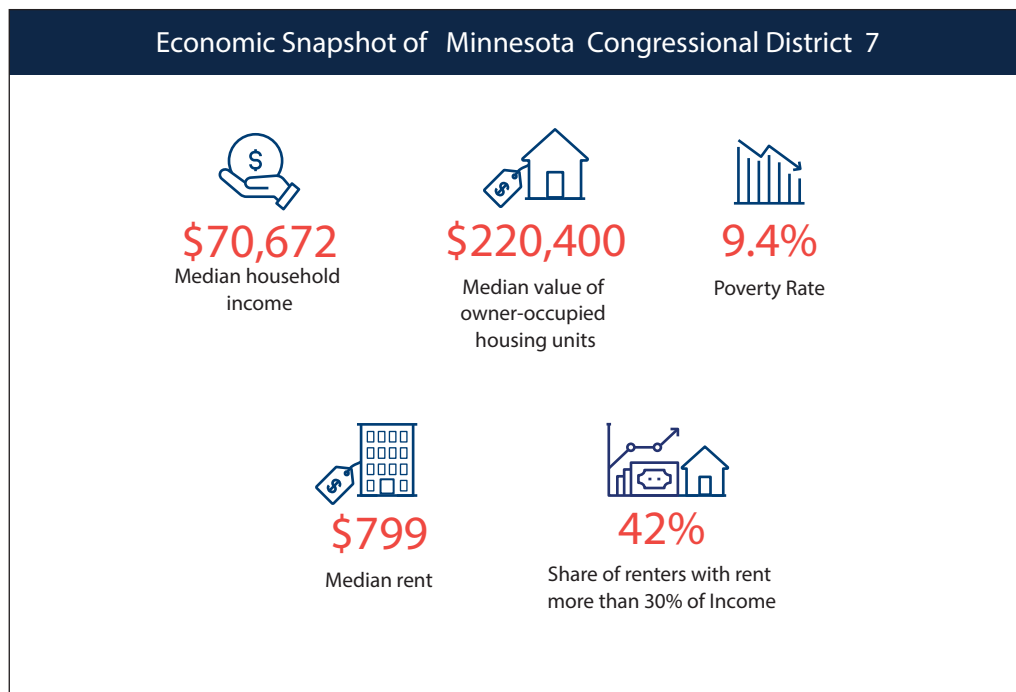 Economic Snapshot of Minnesota Congressional District 7
$
$70,672
Median household
income
$
$220,400
Median value of
owner-occupied
housing units
9.4%
Poverty Rate
$
$799
Median rent
42%
Share of renters with rent
more than 30% of Income